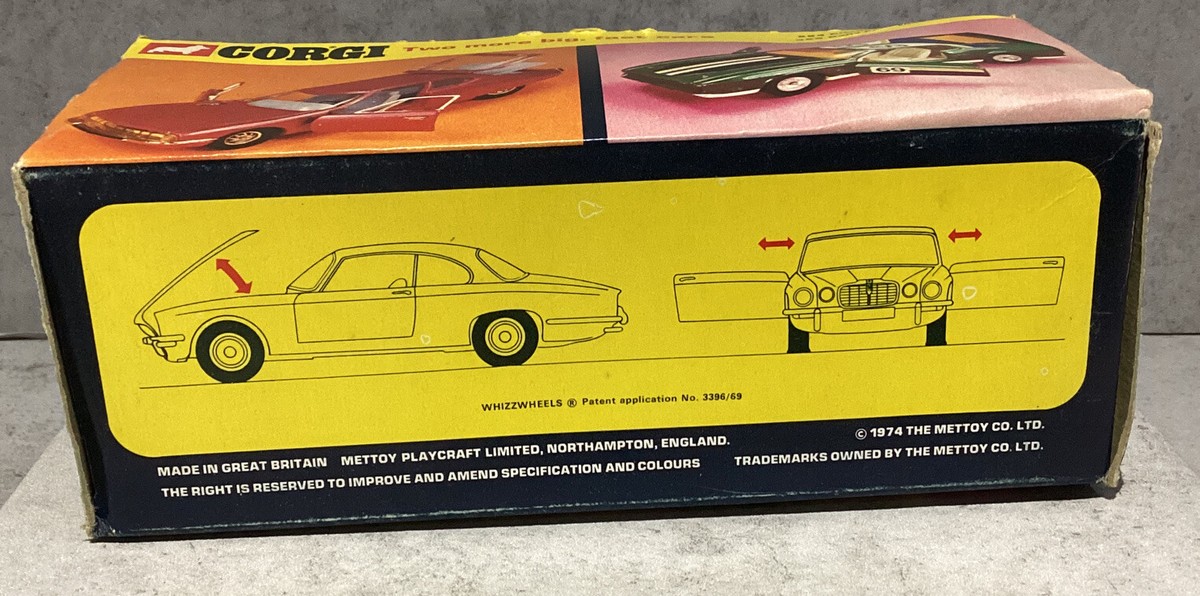 CORGI Two more big, fast cars
69
WHIZZWHEELS ® Patent application No. 3396/69
MADE IN GREAT BRITAIN METTOY PLAYCRAFT LIMITED, NORTHAMPTON, ENGLAND.
© 1974 THE METTOY CO. LTD.
THE RIGHT IS RESERVED TO IMPROVE AND AMEND SPECIFICATION AND COLOURS
TRADEMARKS OWNED BY THE METTOY CO. LTD.